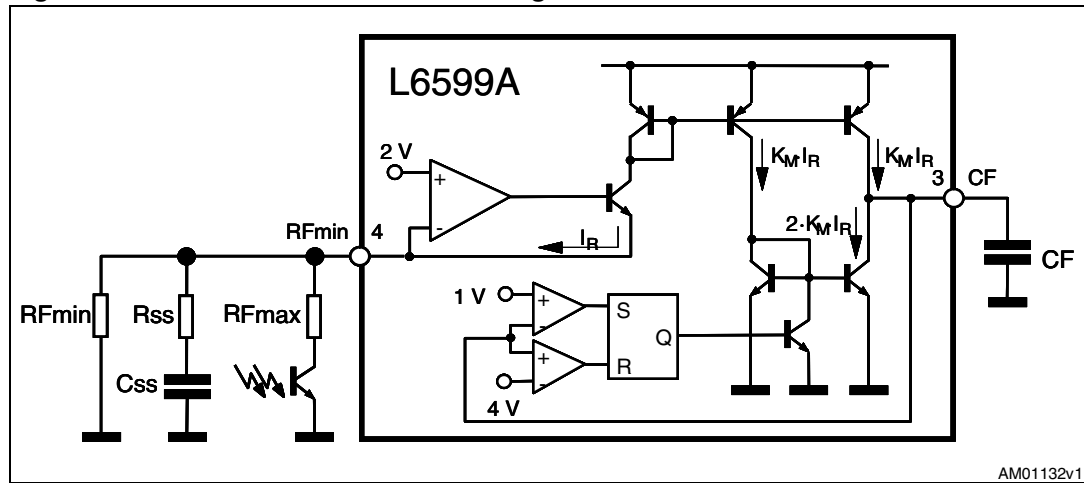 L6599A
2 V
+
-
K_M·I_R
K_M·I_R
3
CF
2·K_M·I_R
RFmin
4
I_R
CF
RFmin
Rss
RFmax
1 V
+
-
S
Q
Css
+
-
R
4 V
AM01132v1